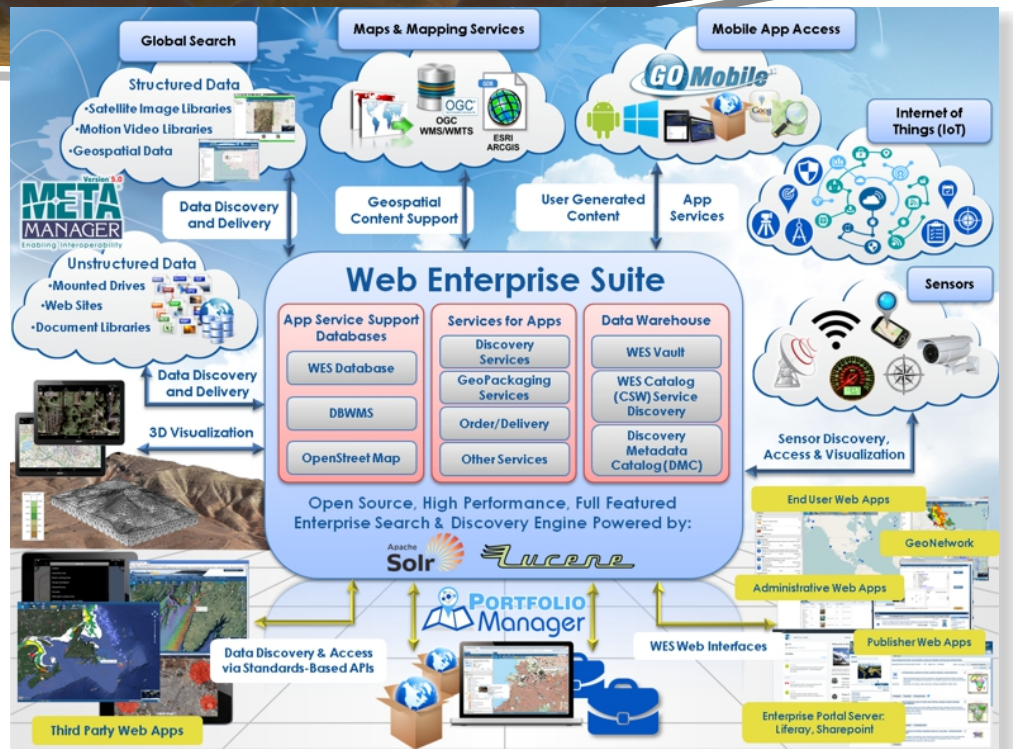 Global Search
Maps & Mapping Services
Mobile App Access
Structured Data
•Satellite Image Libraries
•Motion Video Libraries
•Geospatial Data
OGC
OGC
WMS/WMTS
ESRI
ARCGIS
GO Mobile
Internet of
Things (IoT)
Version 5.0
META
MANAGER
Enabling Interoperability
Data Discovery
and Delivery
Geospatial
Content Support
User Generated
Content
App
Services
Unstructured Data
•Mounted Drives
•Web Sites
•Document Libraries
Sensors
Web Enterprise Suite
App Service Support
Databases
WES Database
DBWMS
OpenStreet Map
Services for Apps
Discovery
Services
GeoPackaging
Services
Order/Delivery
Other Services
Data Warehouse
WES Vault
WES Catalog
(CSW) Service
Discovery
Discovery
Metadata
Catalog (DMC)
Data Discovery
and Delivery
3D Visualization
Sensor Discovery,
Access & Visualization
Open Source, High Performance, Full Featured
Enterprise Search & Discovery Engine Powered by:
Apache
Solr
Lucene
End User Web Apps
GeoNetwork
Administrative Web Apps
Publisher Web Apps
Enterprise Portal Server:
Liferay, Sharepoint
PORTFOLIO
Manager
Data Discovery & Access
via Standards-Based APIs
WES Web Interfaces
Third Party Web Apps